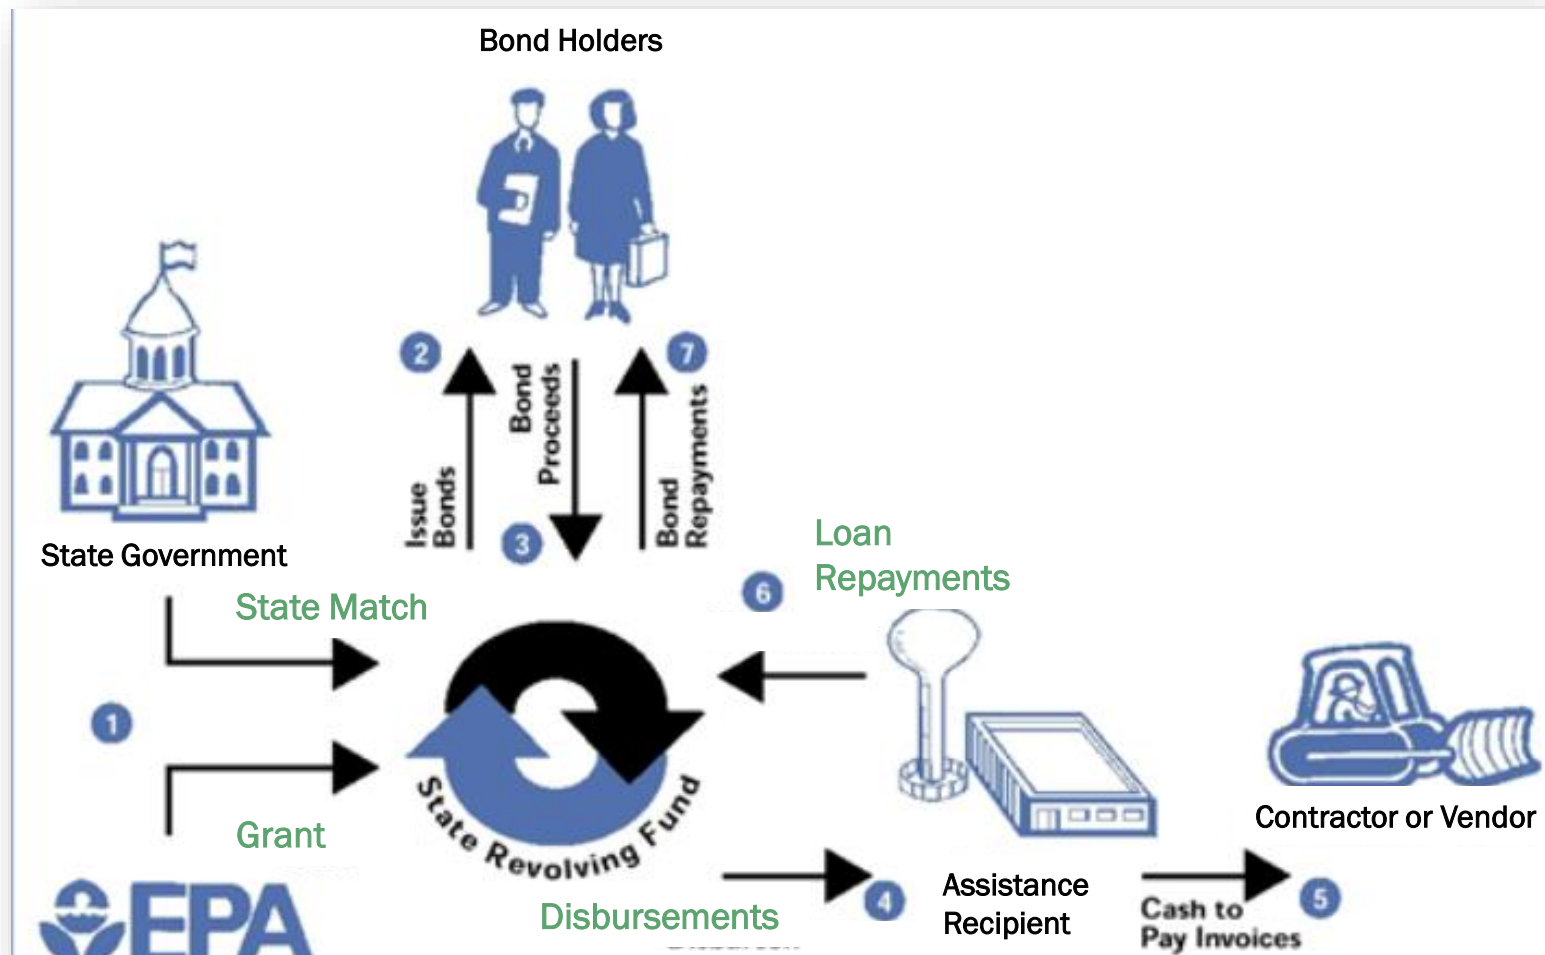 Bond Holders
2
7
Issue
Bonds
Bond
Proceeds
Bond
Repayments
3
State Government
State Match
Loan
Repayments
6
1
Grant
State Revolving Fund
EPA
Disbursements
4
Assistance
Recipient
Contractor or Vendor
Cash to
Pay Invoices
5